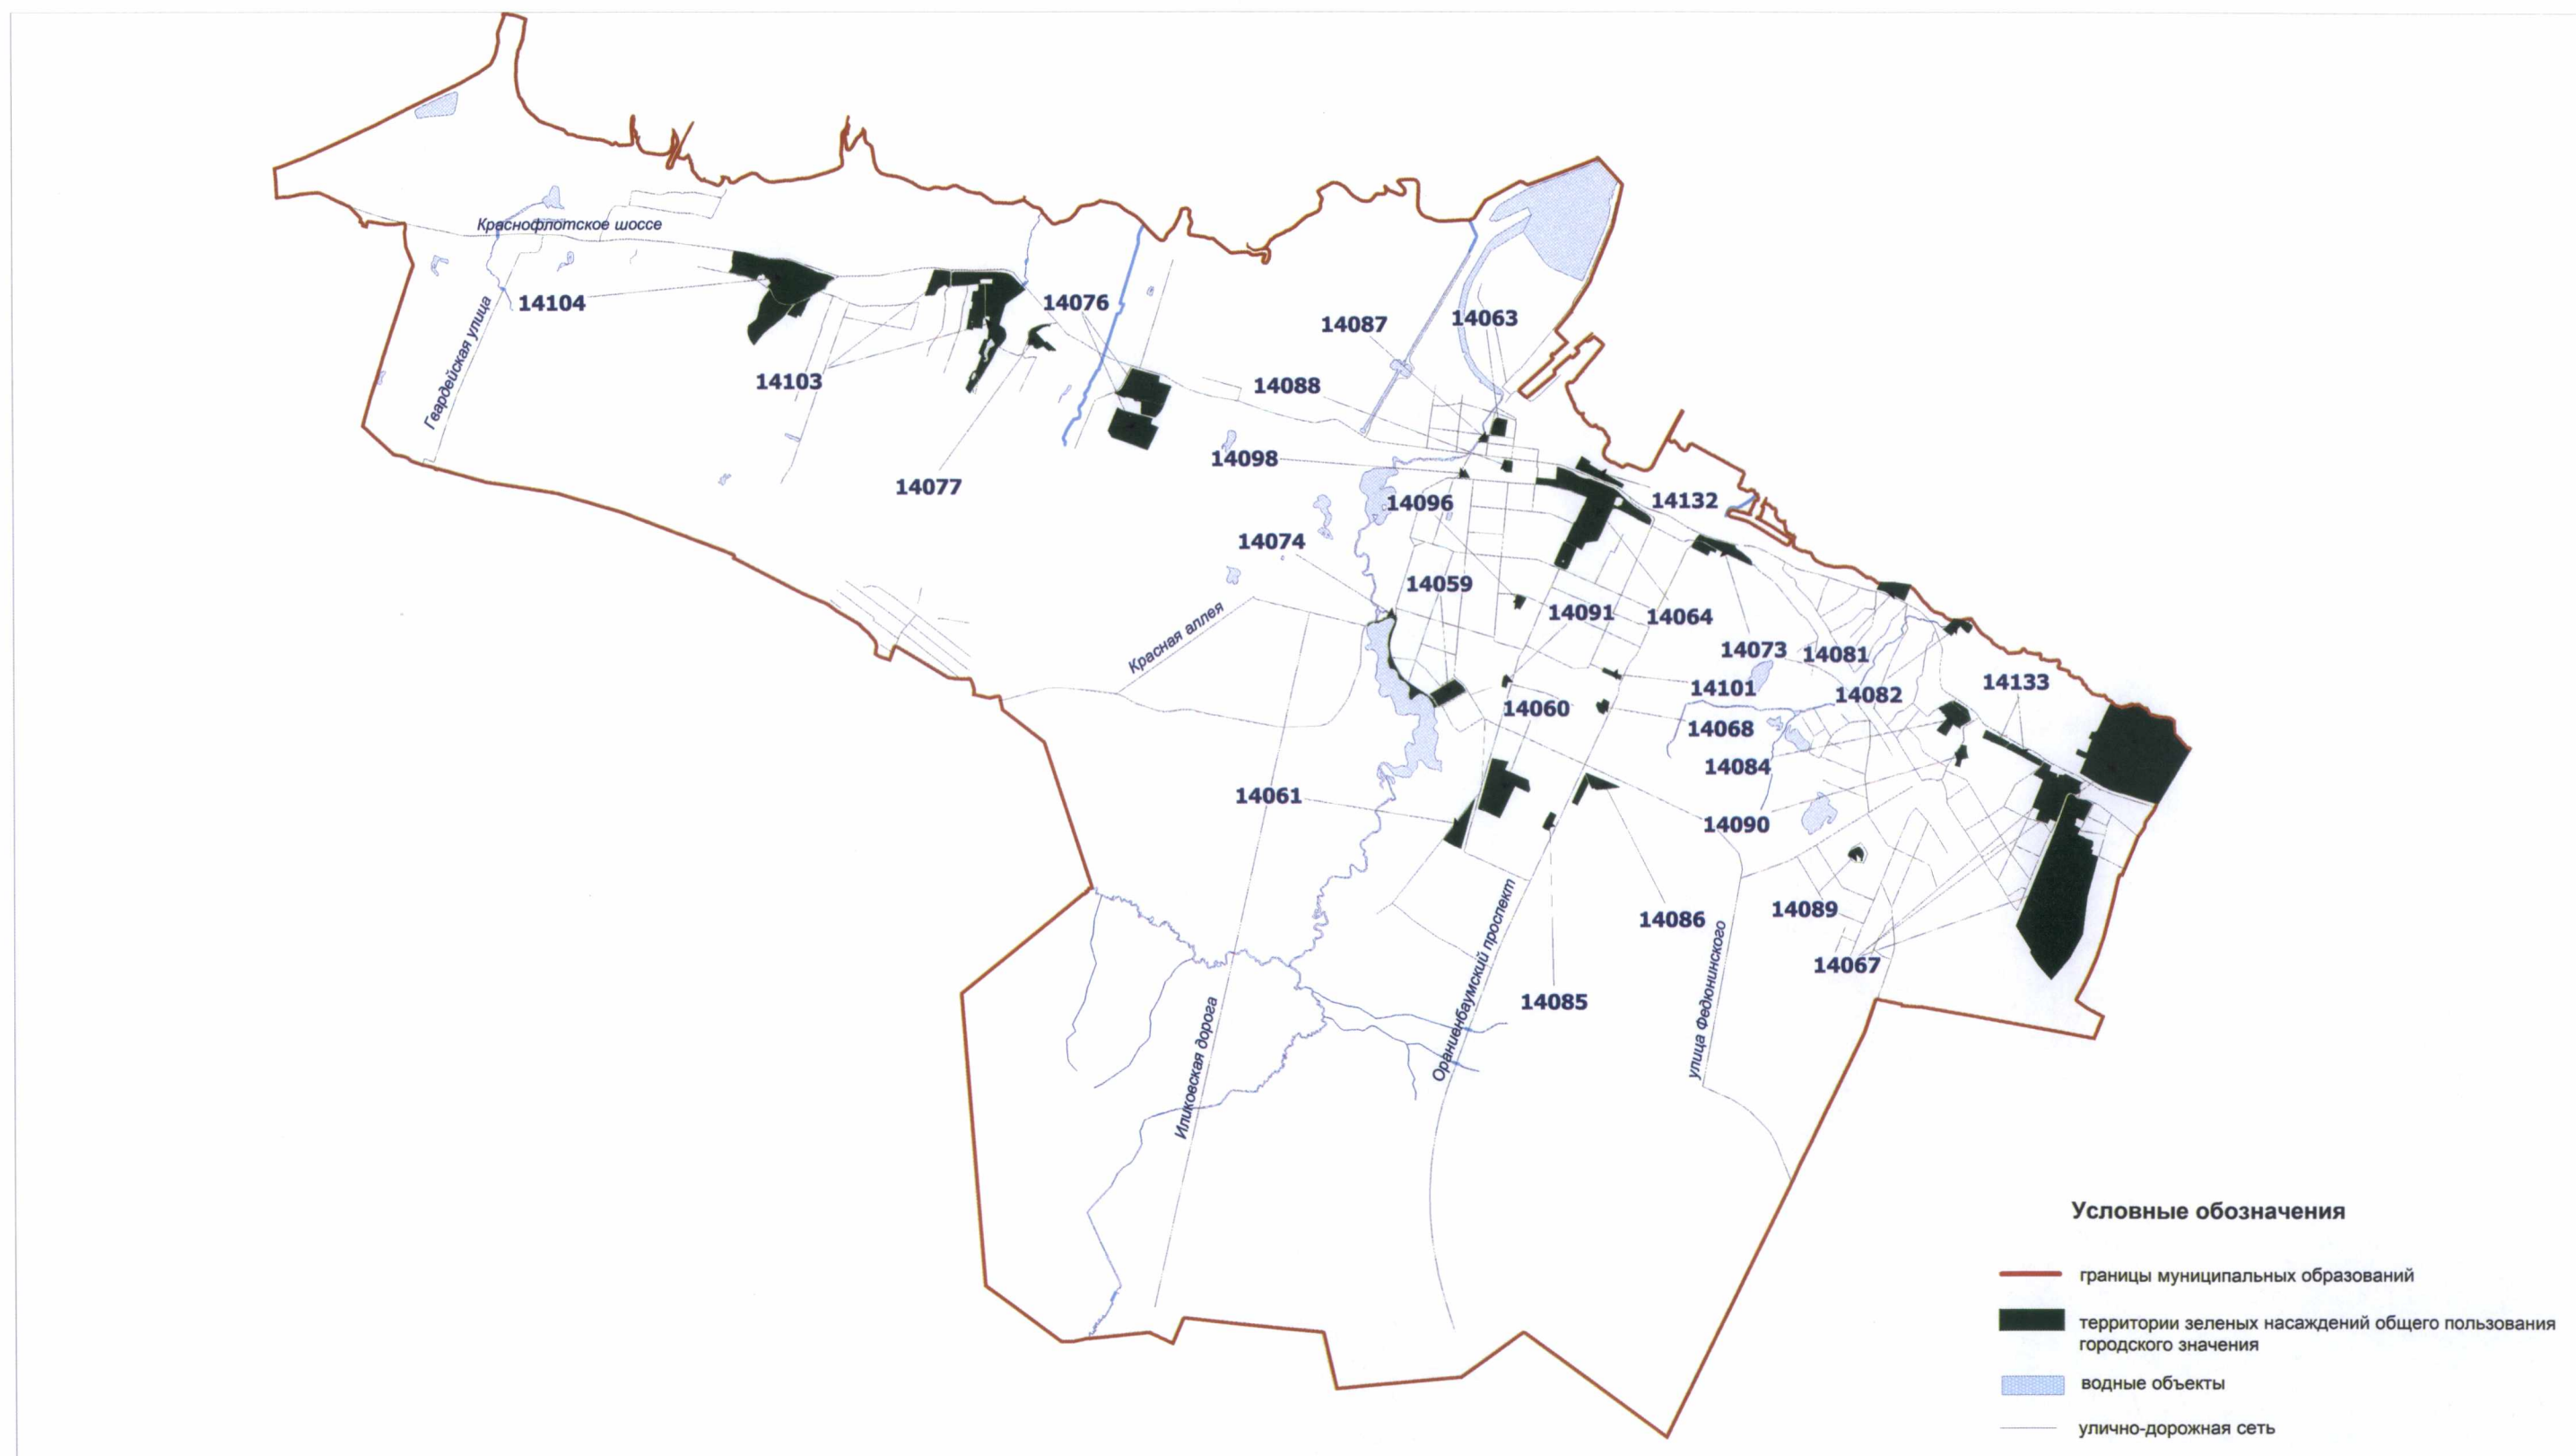 Краснофлотское шоссе
14104
Гвардейская улица
14076
14103
14077
14087
14063
14088
14098
14096
14132
14074
14059
14091
14064
Красная аллея
14073
14081
14101
14082
14133
14060
14068
14084
14061
14090
14086
14089
14067
14085
Ораниенбаумский проспект
улица Федюнинского
Иликовская дорога
Условные обозначения
границы муниципальных образований
территории зеленых насаждений общего пользования
городского значения
водные объекты
улично-дорожная сеть